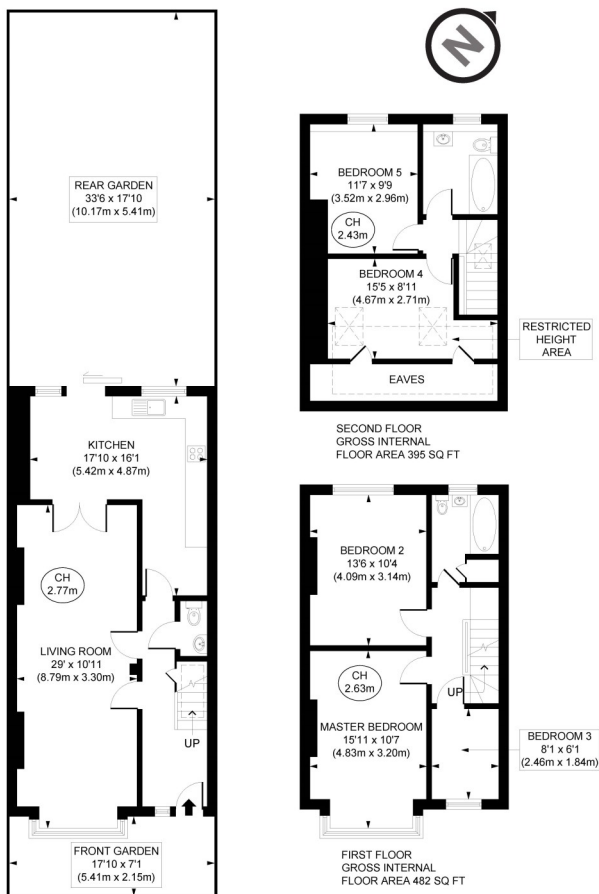 N
REAR GARDEN
33'6 x 17'10
(10.17m x 5.41m)
KITCHEN
17'10 x 16'1
(5.42m x 4.87m)
CH
2.77m
LIVING ROOM
29' x 10'11
(8.79m x 3.30m)
UP
FRONT GARDEN
17'10 x 7'1
(5.41m x 2.15m)
BEDROOM 5
11'7 x 9'9
(3.52m x 2.96m)
CH
2.43m
BEDROOM 4
15'5 x 8'11
(4.67m x 2.71m)
RESTRICTED
HEIGHT
AREA
EAVES
SECOND FLOOR
GROSS INTERNAL
FLOOR AREA 395 SQ FT
BEDROOM 2
13'6 x 10'4
(4.09m x 3.14m)
CH
2.63m
MASTER BEDROOM
15'11 x 10'7
(4.83m x 3.20m)
UP
BEDROOM 3
8'1 x 6'1
(2.46m x 1.84m)
FIRST FLOOR
GROSS INTERNAL
FLOOR AREA 482 SQ FT